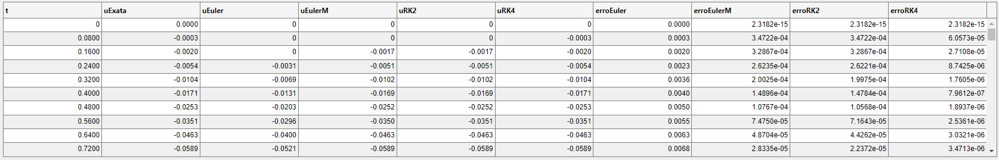 t uExata uEuler uEulerM uRK2 uRK4 erroEuler erroEulerM erroRK2 erroRK4
0 0.0000 0 0 0 0 0.0000 2.3182e-15 2.3182e-15 2.3182e-15
0.0800 -0.0003 0 0 0 -0.0003 0.0003 3.4722e-04 3.4722e-04 6.0573e-05
0.1600 -0.0020 0 -0.0017 -0.0017 -0.0020 0.0020 3.2867e-04 3.2867e-04 2.7108e-05
0.2400 -0.0054 -0.0031 -0.0051 -0.0051 -0.0054 0.0023 2.6235e-04 2.6221e-04 8.7425e-06
0.3200 -0.0104 -0.0069 -0.0102 -0.0102 -0.0104 0.0036 2.0025e-04 1.9975e-04 1.7605e-06
0.4000 -0.0171 -0.0131 -0.0169 -0.0169 -0.0171 0.0040 1.4896e-04 1.4784e-04 7.9612e-07
0.4800 -0.0253 -0.0203 -0.0252 -0.0252 -0.0253 0.0050 1.0767e-04 1.0568e-04 1.8937e-06
0.5600 -0.0351 -0.0296 -0.0350 -0.0351 -0.0351 0.0055 7.4750e-05 7.1643e-05 2.5361e-06
0.6400 -0.0463 -0.0400 -0.0463 -0.0463 -0.0463 0.0063 4.8704e-05 4.4262e-05 3.0321e-06
0.7200 -0.0589 -0.0521 -0.0589 -0.0589 -0.0589 0.0068 2.8335e-05 2.2372e-05 3.4713e-06